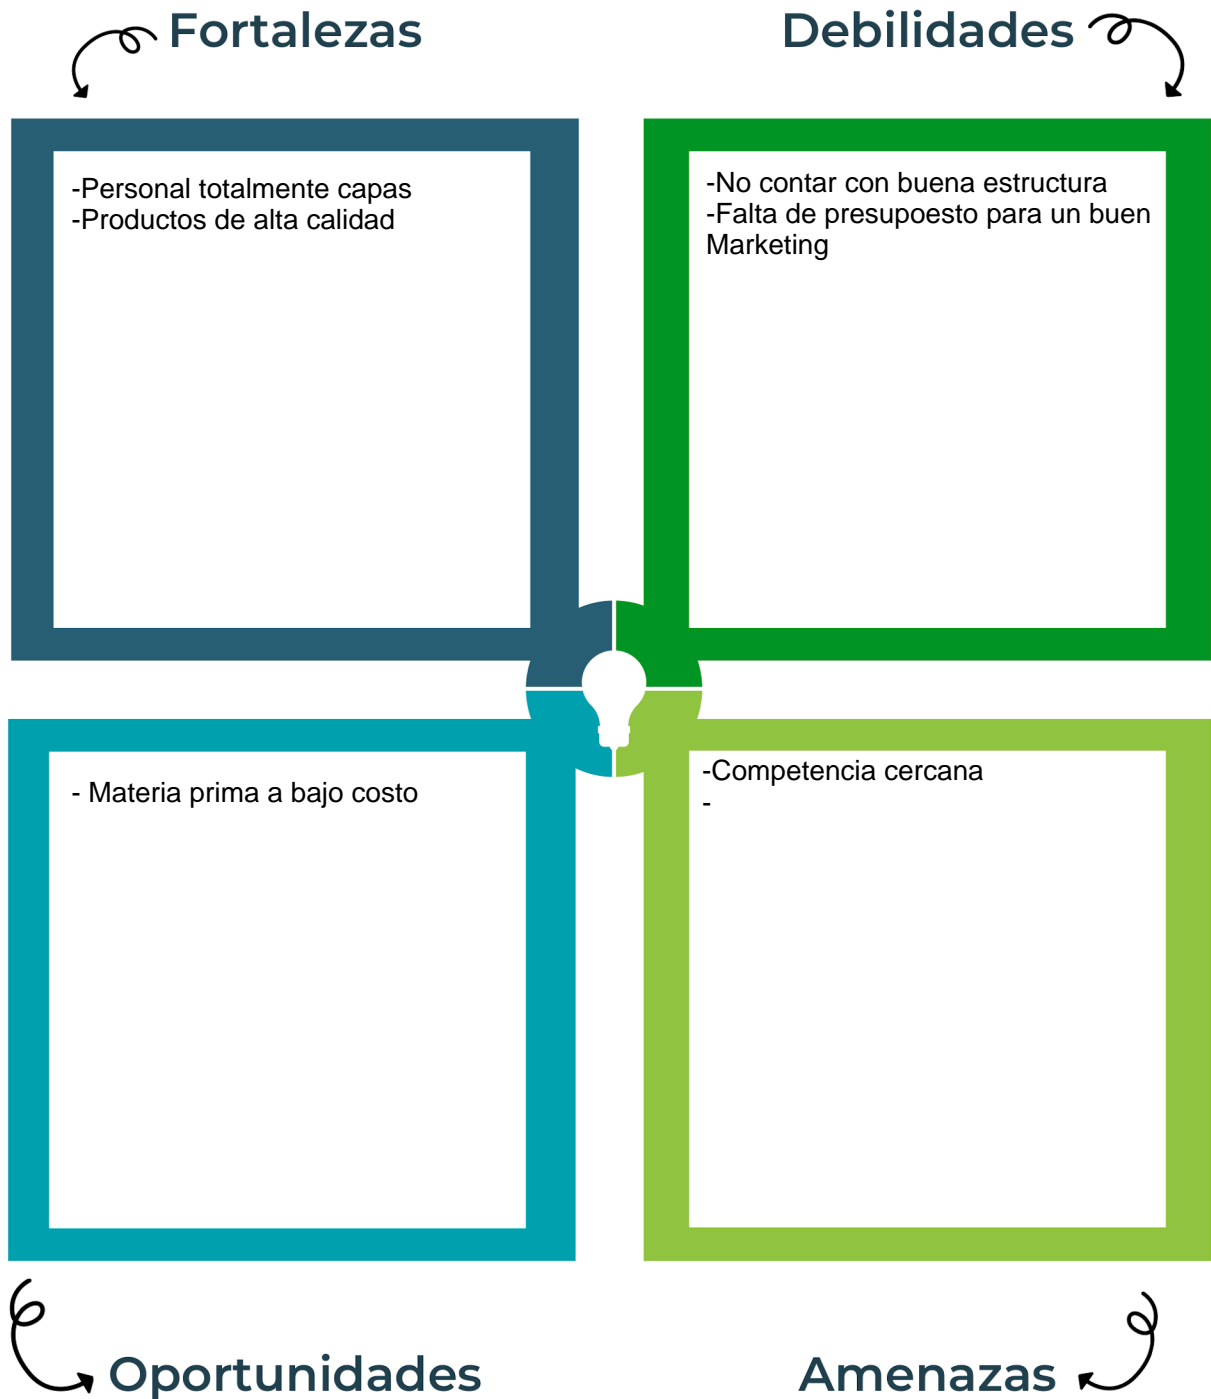 Fortalezas
-Personal totalmente capas
-Productos de alta calidad
Debilidades
-No contar con buena estructura
-Falta de presupoesto para un buen
Marketing
- Materia prima a bajo costo
Oportunidades
-Competencia cercana
-
Amenazas